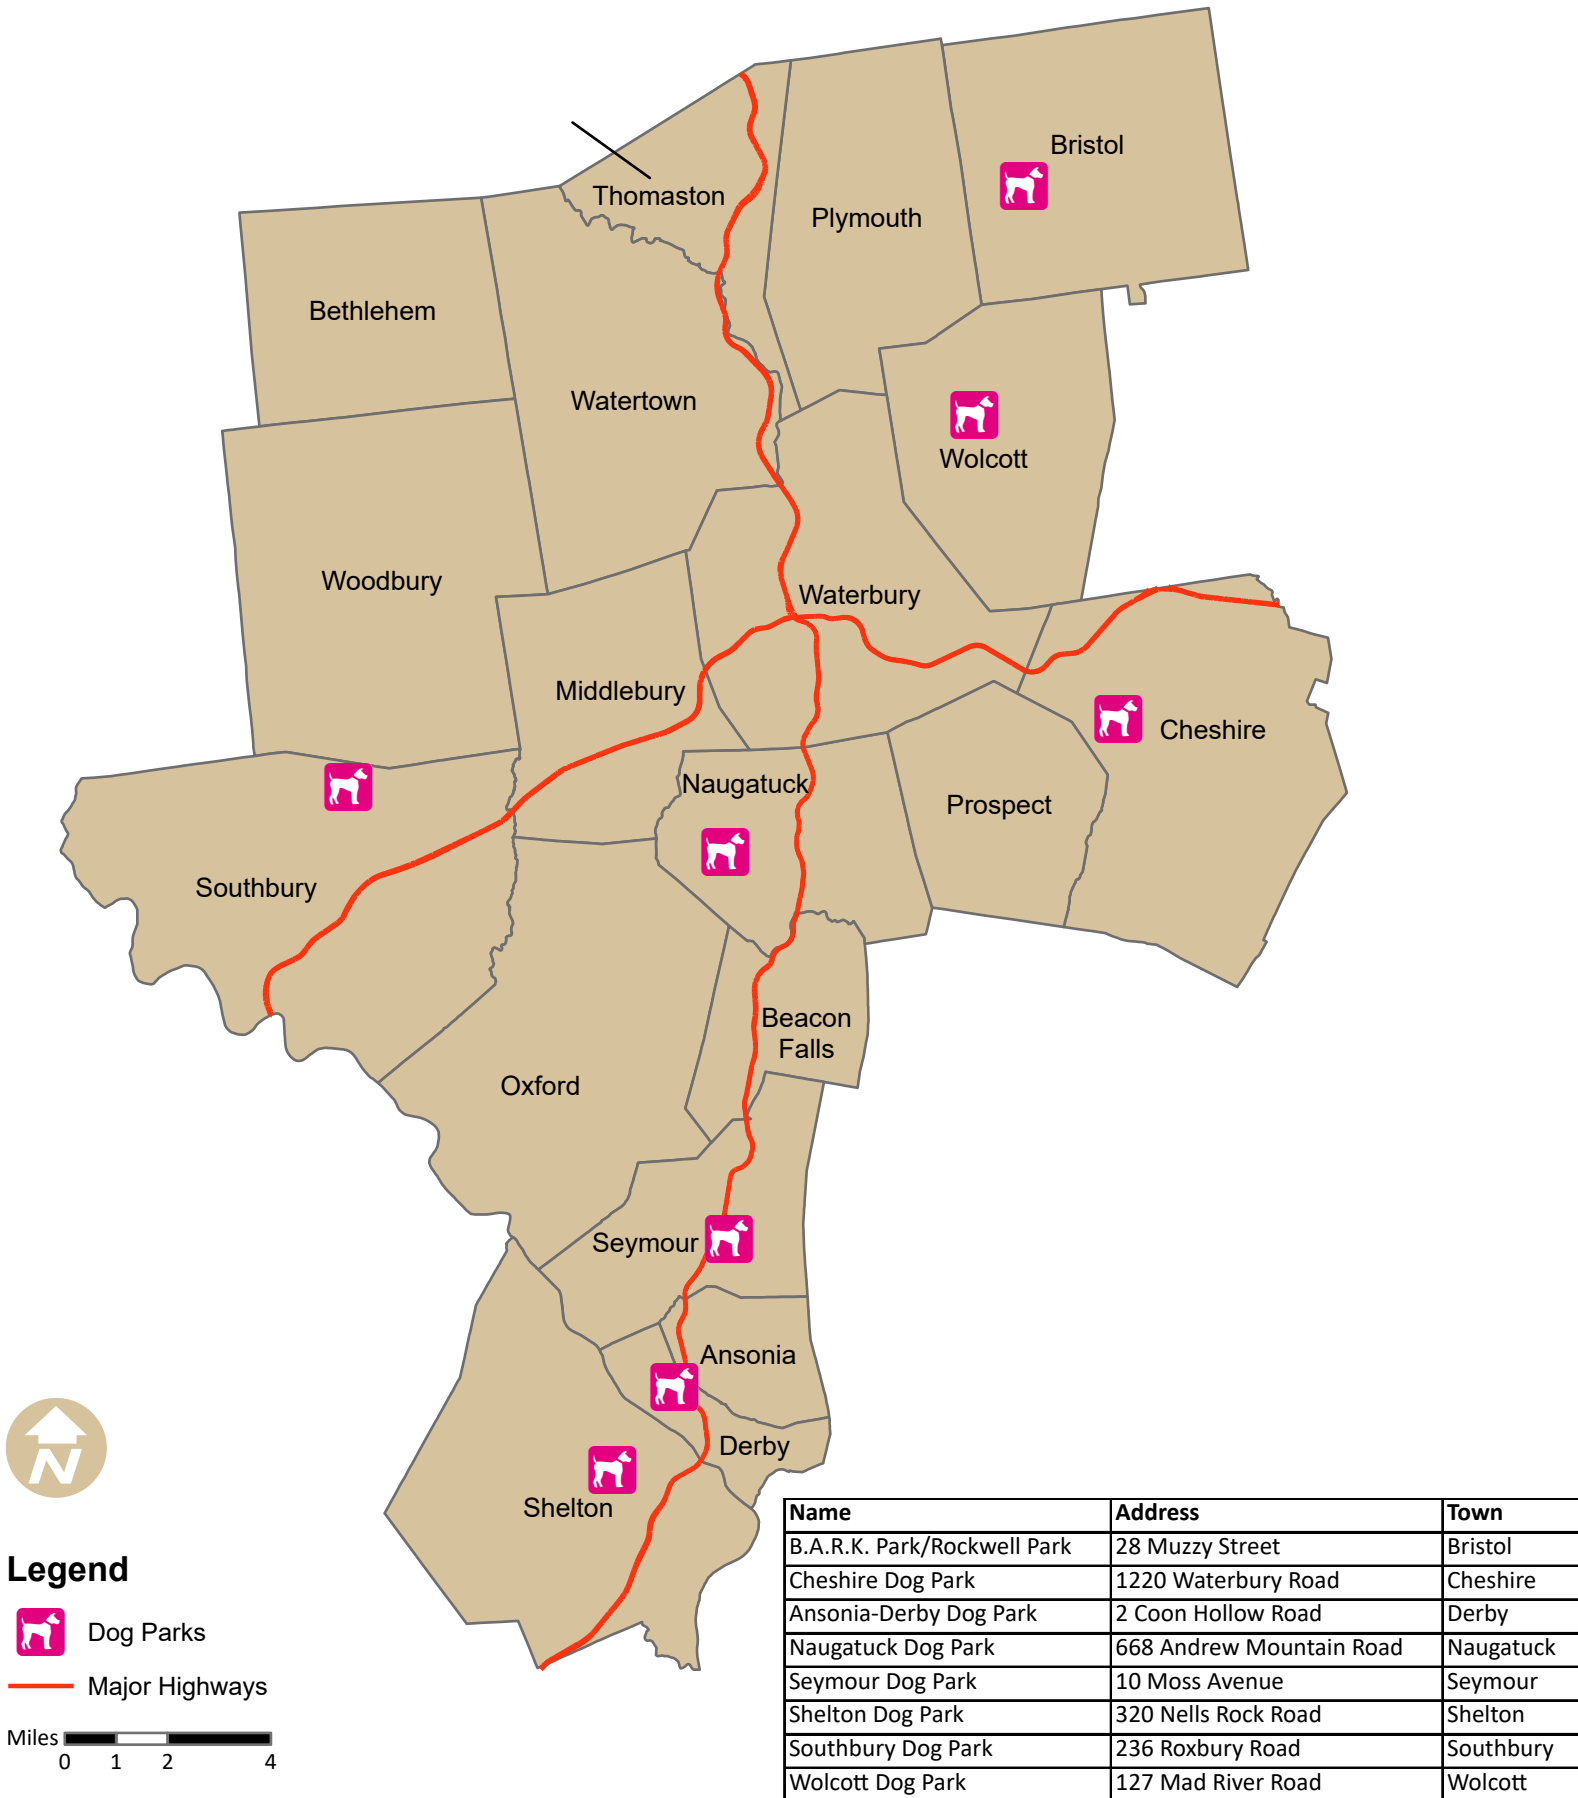 Bristol
Thomaston
Plymouth
Bethlehem
Watertown
Wolcott
Woodbury
Waterbury
Middlebury
Cheshire
Naugatuck
Prospect
Southbury
Beacon
Falls
Oxford
Seymour
Ansonia
Derby
Shelton
N
Legend
Dog Parks
Major Highways
Miles
0 1 2 4
Name Address Town
B.A.R.K. Park/Rockwell Park 28 Muzzy Street Bristol
Cheshire Dog Park 1220 Waterbury Road Cheshire
Ansonia-Derby Dog Park 2 Coon Hollow Road Derby
Naugatuck Dog Park 668 Andrew Mountain Road Naugatuck
Seymour Dog Park 10 Moss Avenue Seymour
Shelton Dog Park 320 Nells Rock Road Shelton
Southbury Dog Park 236 Roxbury Road Southbury
Wolcott Dog Park 127 Mad River Road Wolcott